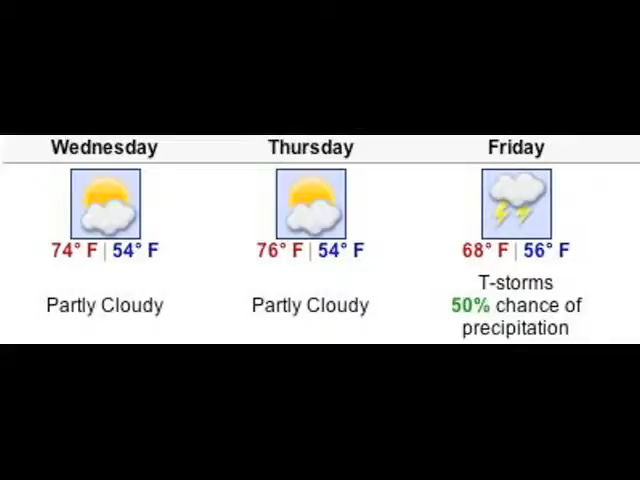 Wednesday Thursday Friday
74° F | 54° F 76° F | 54° F 68° F | 56° F
Partly Cloudy Partly Cloudy T-storms
50% chance of
precipitation